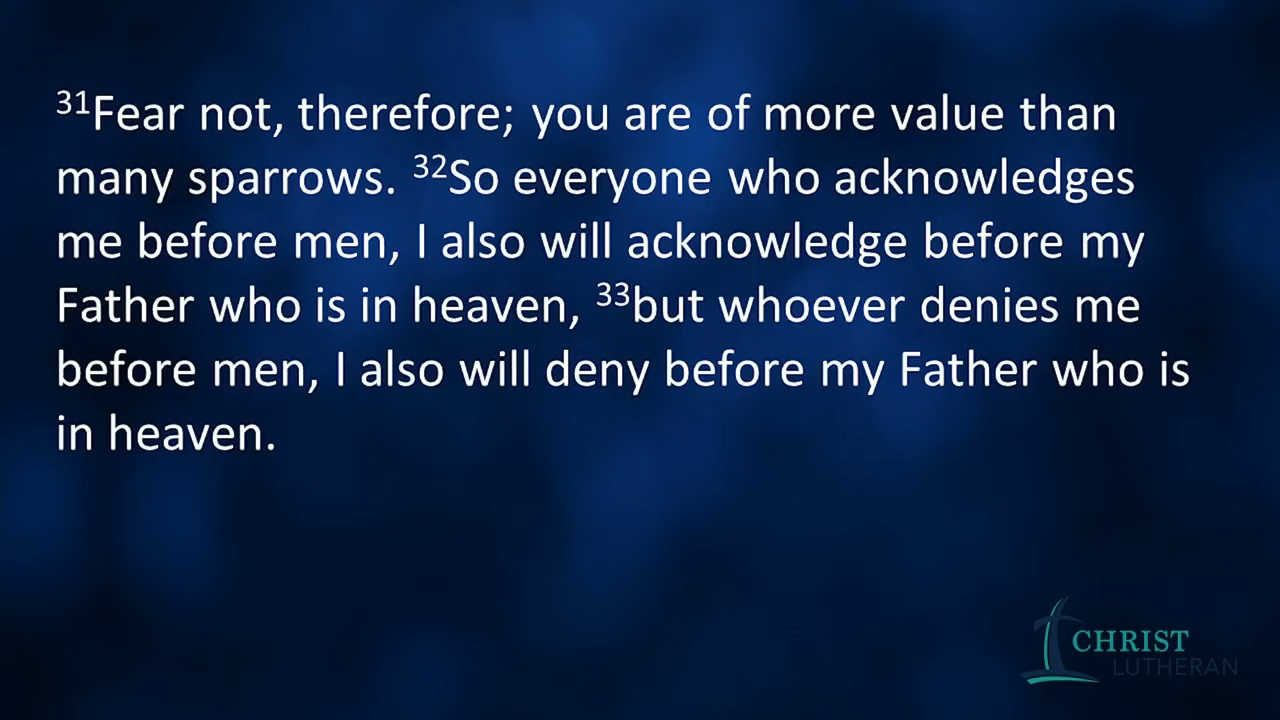 31Fear not, therefore; you are of more value than
many sparrows. 32So everyone who acknowledges
me before men, I also will acknowledge before my
Father who is in heaven, 33but whoever denies me
before men, I also will deny before my Father who is
in heaven.
CHRIST
LUTHERAN